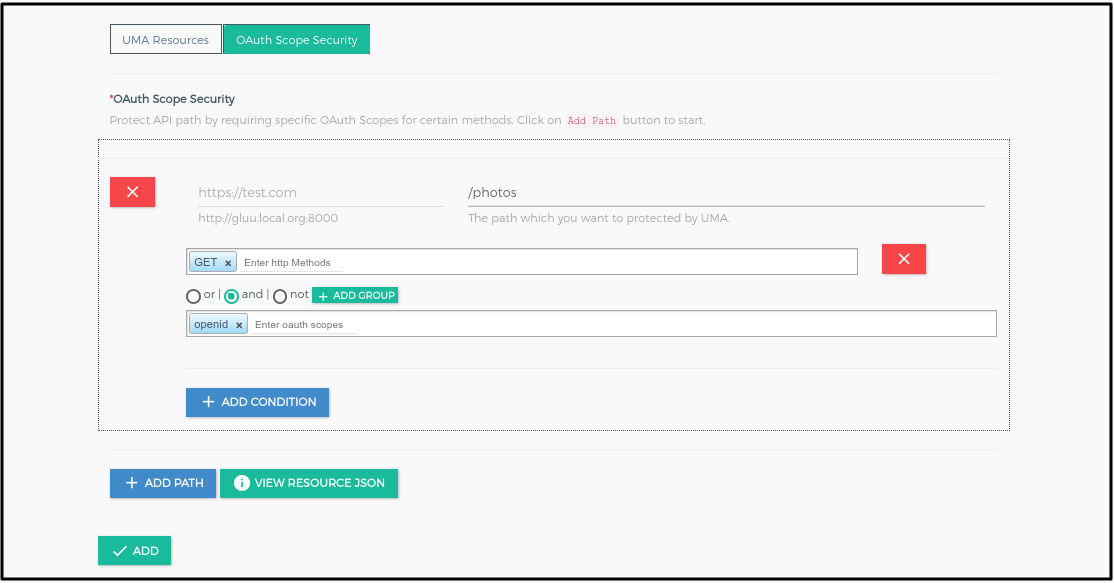 UMA Resources OAuth Scope Security
*OAuth Scope Security
Protect API path by requiring specific OAuth Scopes for certain methods. Click on Add Path button to start.
https://test.com /photos
http://gluu.local.org:8000 The path which you want to protected by UMA.
GET × Enter http Methods
or | and | not + ADD GROUP
openid × Enter oauth scopes
+ ADD CONDITION
+ ADD PATH i VIEW RESOURCE JSON
✓ ADD